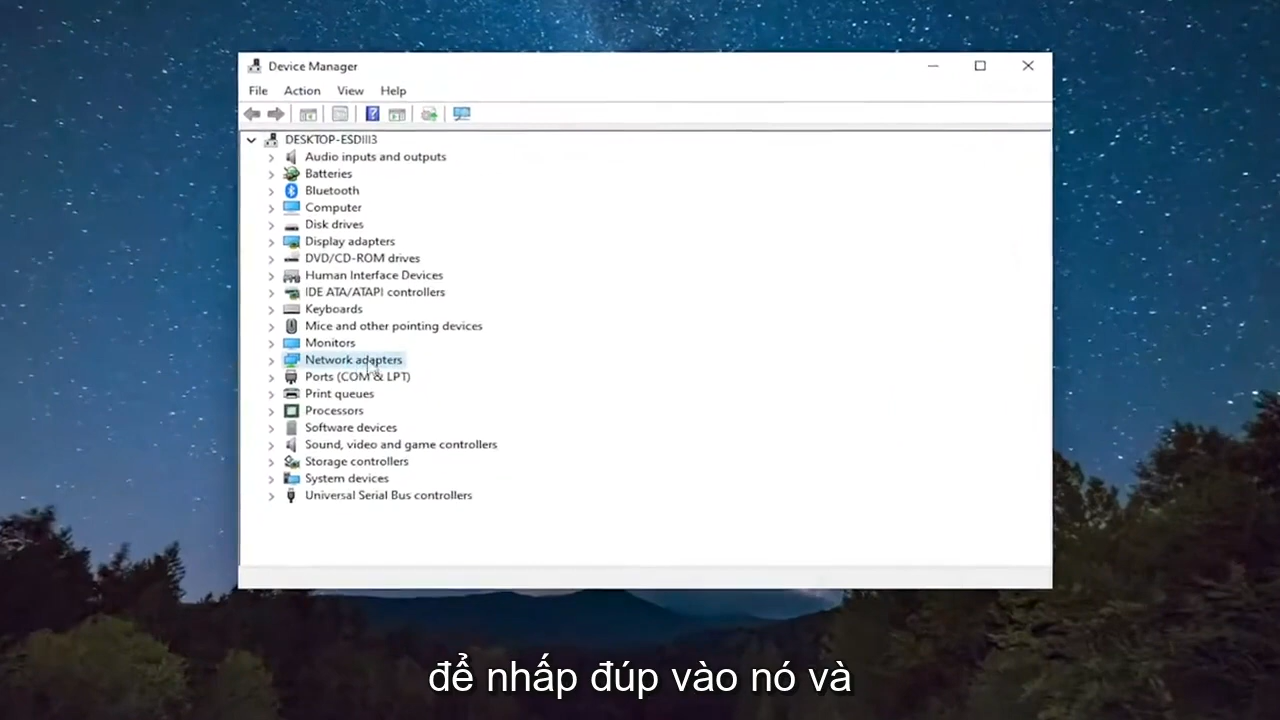 Device Manager
File Action View Help
DESKTOP-ESDIII3
Audio inputs and outputs
Batteries
Bluetooth
Computer
Disk drives
Display adapters
DVD/CD-ROM drives
Human Interface Devices
IDE ATA/ATAPI controllers
Keyboards
Mice and other pointing devices
Monitors
Network adapters
Ports (COM & LPT)
Print queues
Processors
Software devices
Sound, video and game controllers
Storage controllers
System devices
Universal Serial Bus controllers
để nhấp đúp vào nó và